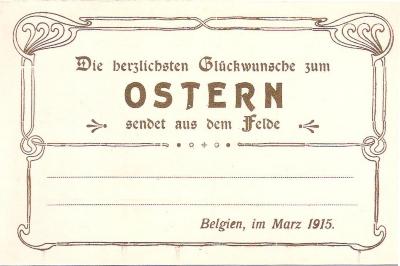 Die herzlichsten Glückwunsche zum
OSTERN
sendet aus dem Felde
Belgien, im Marz 1915.